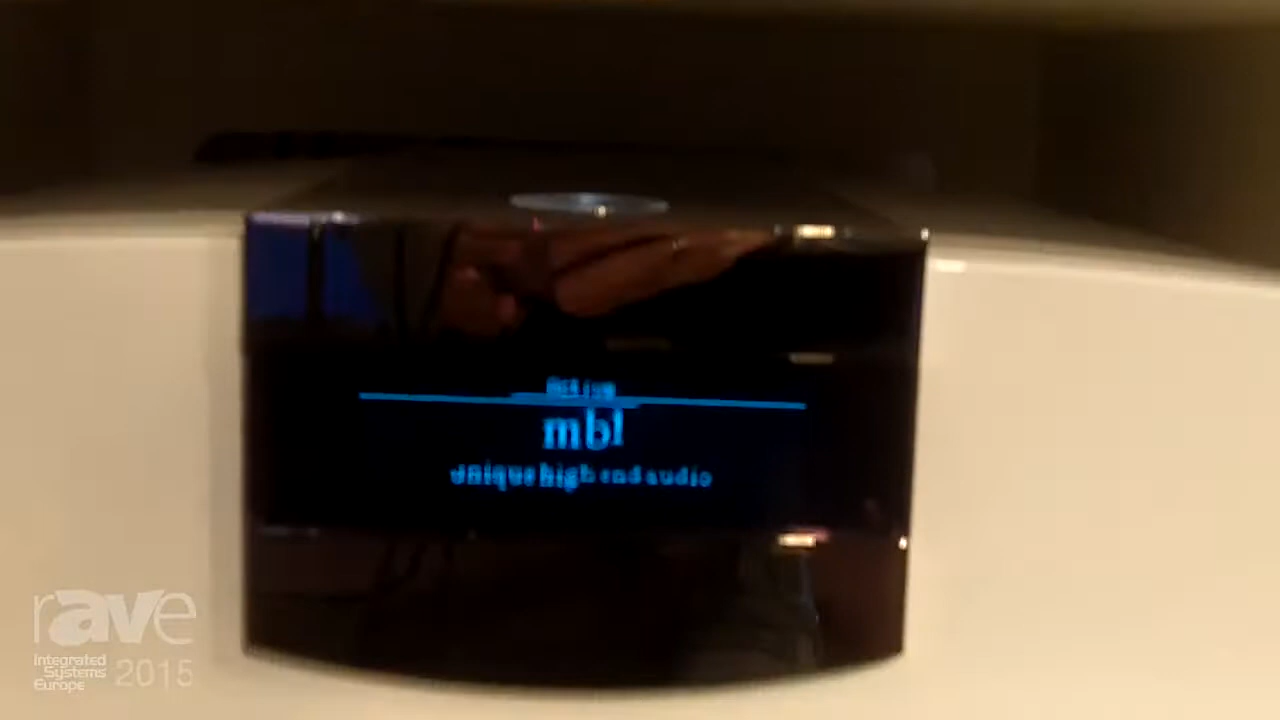 mbl
unique high end audio
rave
Integrated
Systems
Europe
2015